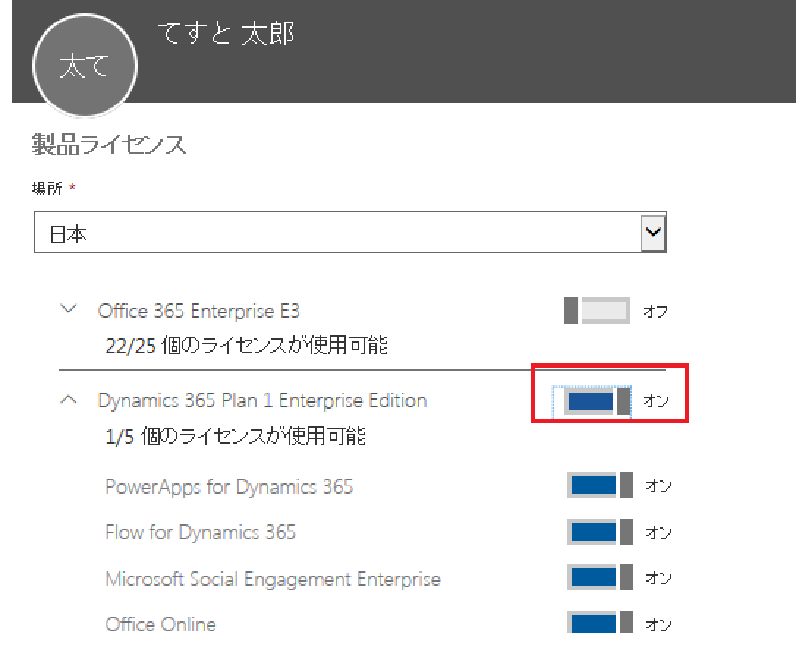 てすと 太郎
太て
製品ライセンス
場所 *
日本
Office 365 Enterprise E3 オフ
22/25 個のライセンスが使用可能
Dynamics 365 Plan 1 Enterprise Edition オン
1/5 個のライセンスが使用可能
PowerApps for Dynamics 365 オン
Flow for Dynamics 365 オン
Microsoft Social Engagement Enterprise オン
Office Online オン